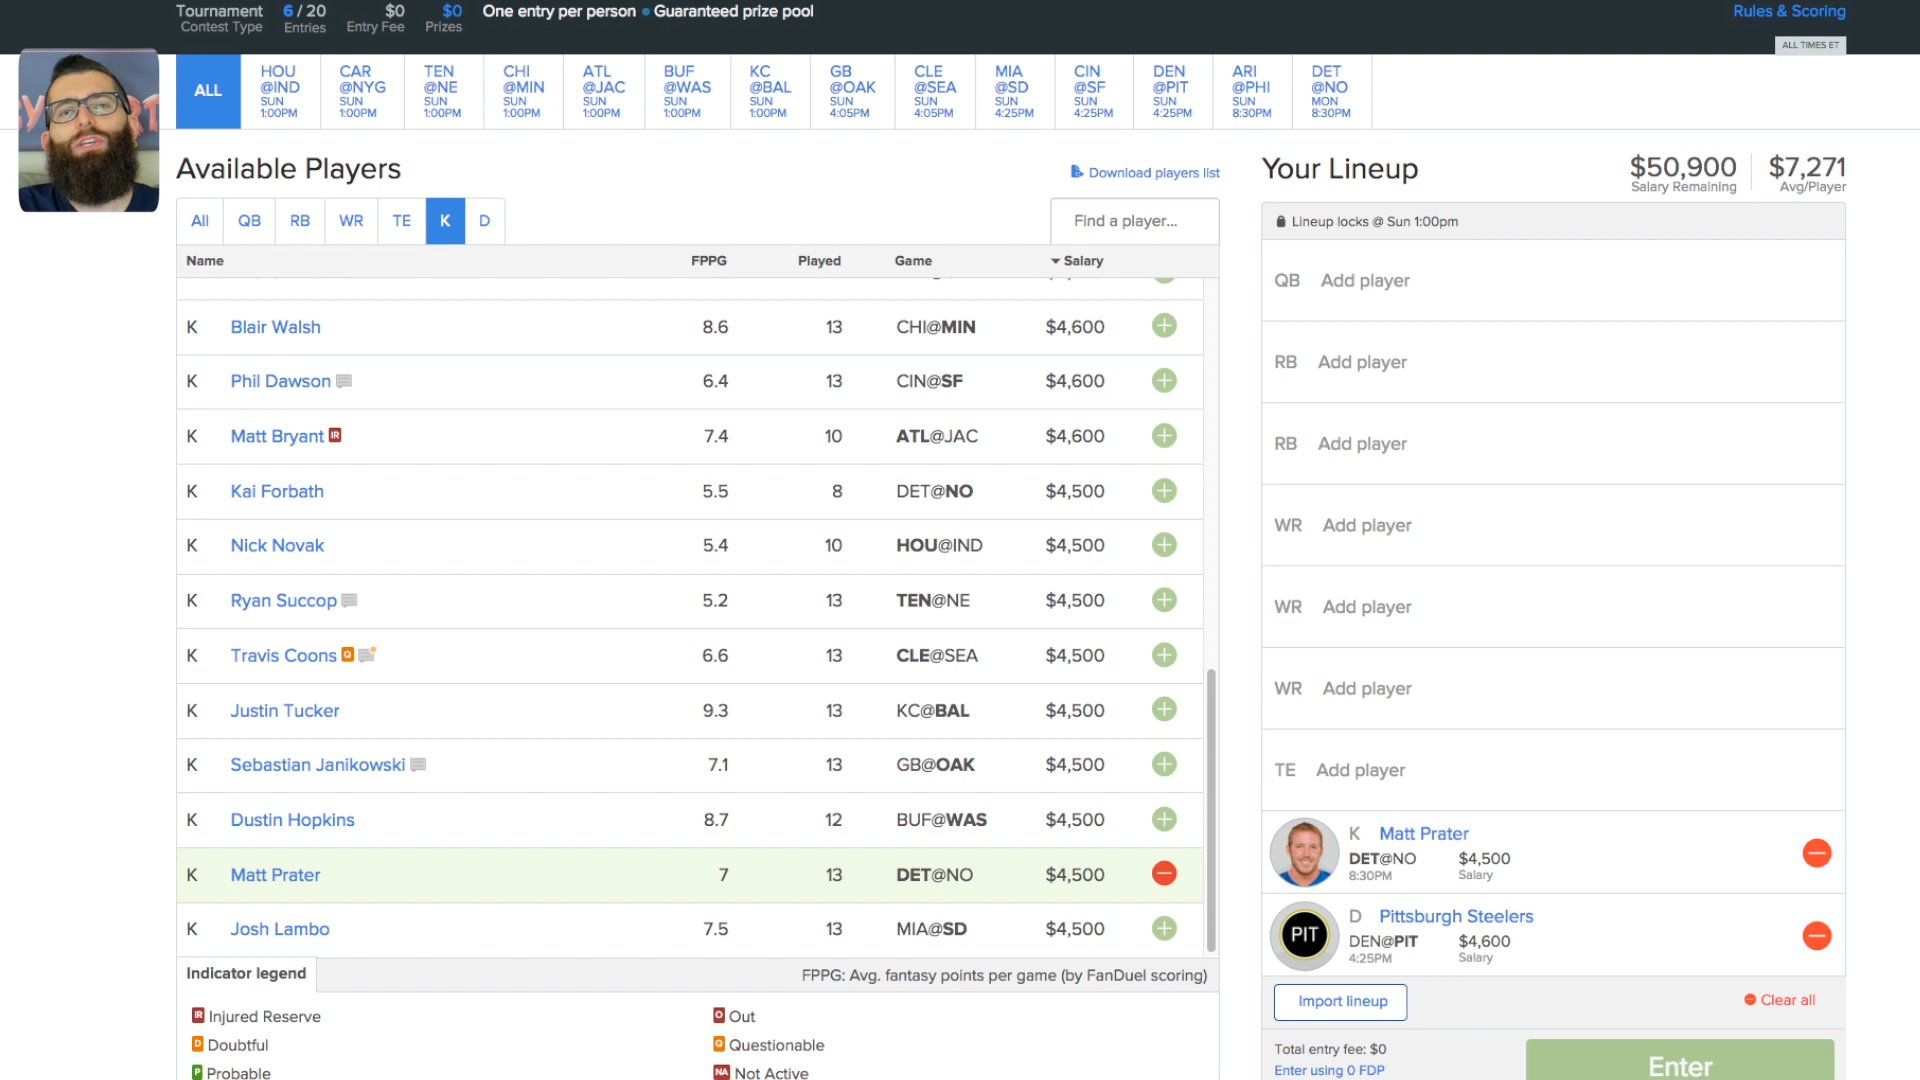 Tournament 6 / 20 $0 $0 One entry per person • Guaranteed prize pool Rules & Scoring
Contest Type Entries Entry Fee Prizes
ALL TIMES ET
ALL
HOU @IND SUN 1:00PM
CAR @NYG SUN 1:00PM
TEN @NE SUN 1:00PM
CHI @MIN SUN 1:00PM
ATL @JAC SUN 1:00PM
BUF @WAS SUN 1:00PM
KC @BAL SUN 1:00PM
GB @OAK SUN 4:05PM
CLE @SEA SUN 4:05PM
MIA @SD SUN 4:25PM
CIN @SF SUN 4:25PM
DEN @PIT SUN 4:25PM
ARI @PHI SUN 8:30PM
DET @NO MON 8:30PM
Available Players
Download players list
All QB RB WR TE K D
Find a player...
Name FPPG Played Game Salary
K Blair Walsh 8.6 13 CHI@MIN $4,600
K Phil Dawson 6.4 13 CIN@SF $4,600
K Matt Bryant IR 7.4 10 ATL@JAC $4,600
K Kai Forbath 5.5 8 DET@NO $4,500
K Nick Novak 5.4 10 HOU@IND $4,500
K Ryan Succop 5.2 13 TEN@NE $4,500
K Travis Coons Q 6.6 13 CLE@SEA $4,500
K Justin Tucker 9.3 13 KC@BAL $4,500
K Sebastian Janikowski 7.1 13 GB@OAK $4,500
K Dustin Hopkins 8.7 12 BUF@WAS $4,500
K Matt Prater 7 13 DET@NO $4,500
K Josh Lambo 7.5 13 MIA@SD $4,500
Indicator legend
FPPG: Avg. fantasy points per game (by FanDuel scoring)
IR Injured Reserve
O Out
D Doubtful
Q Questionable
P Probable
NA Not Active
Your Lineup
$50,900 $7,271
Salary Remaining Avg/Player
Lineup locks @ Sun 1:00pm
QB Add player
RB Add player
RB Add player
WR Add player
WR Add player
WR Add player
TE Add player
K Matt Prater
DET@NO $4,500
8:30PM Salary
PIT
D Pittsburgh Steelers
DEN@PIT $4,600
4:25PM Salary
Import lineup
Clear all
Total entry fee: $0
Enter using 0 FDP
Enter